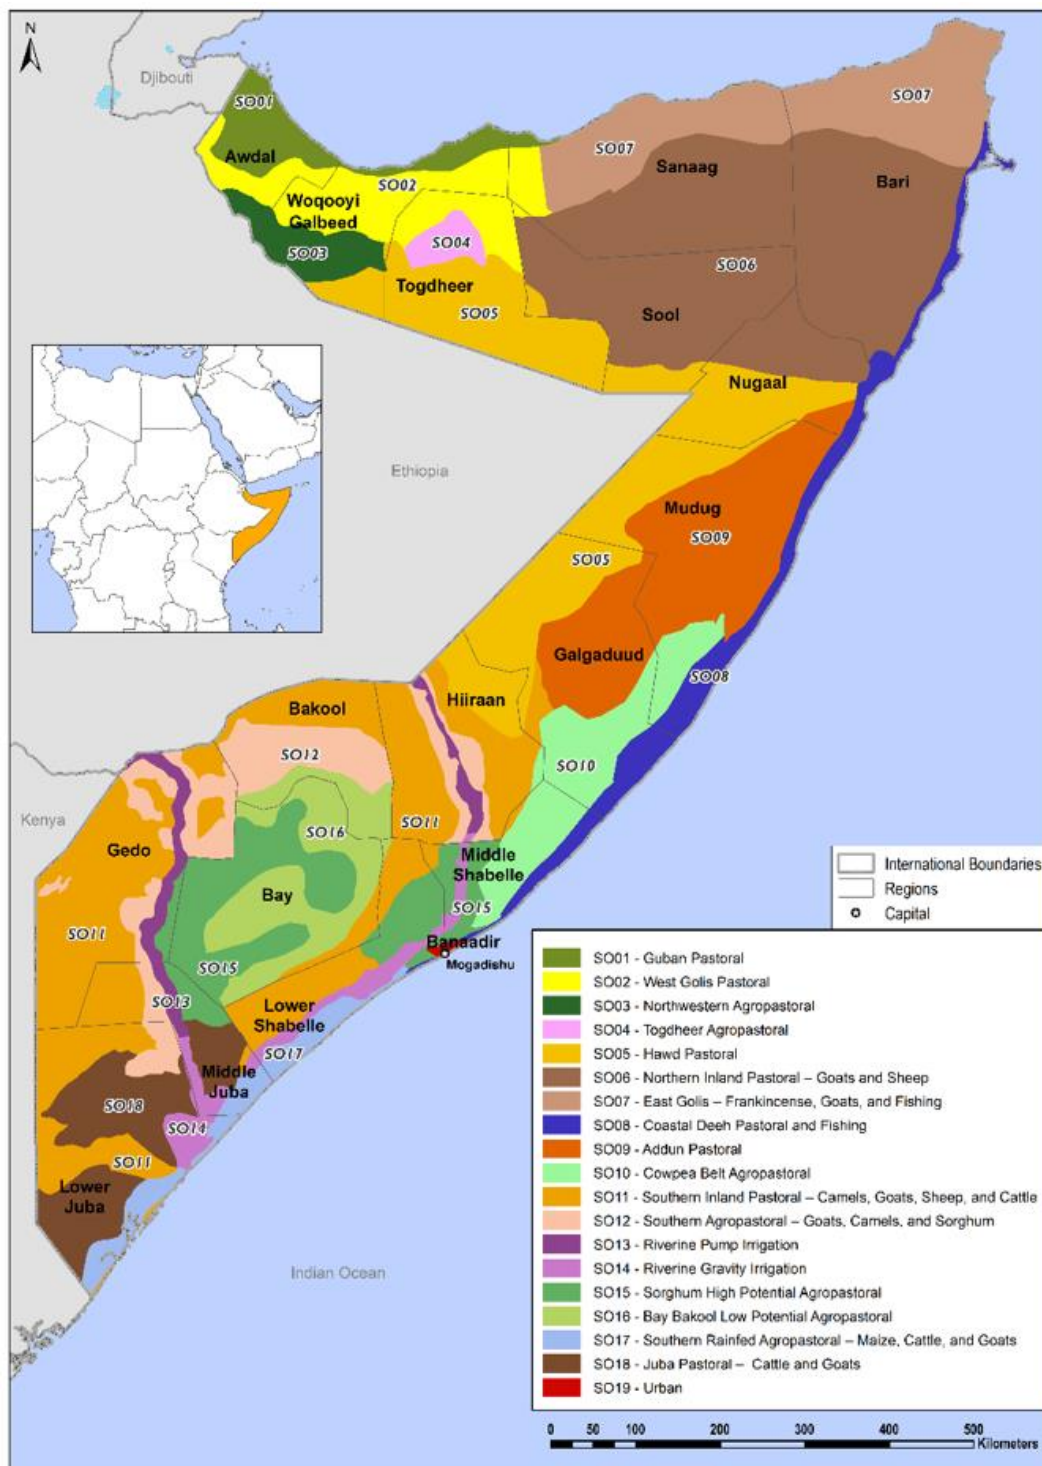 N
Djibouti
SO01
SO07
Awdal
SO07
Sanaag
Bari
SO02
Woqooyi
Galbeed
SO03
SO04
SO06
Togdheer
SO05
Sool
Nugaal
Ethiopia
Mudug
SO09
SO05
Galgaduud
SO08
Hiiraan
Bakool
SO12
SO10
Kenya
SO11
SO16
Gedo
Middle
Shabelle
Bay
SO15
SO11
Banaadir
Mogadishu
SO15
SO13
Lower
Shabelle
SO17
Middle
Juba
SO18
SO14
SO11
Lower
Juba
Indian Ocean
International Boundaries
Regions
Capital
SO01 - Guban Pastoral
SO02 - West Golis Pastoral
SO03 - Northwestern Agropastoral
SO04 - Togdheer Agropastoral
SO05 - Hawd Pastoral
SO06 - Northern Inland Pastoral – Goats and Sheep
SO07 - East Golis – Frankincense, Goats, and Fishing
SO08 - Coastal Deeh Pastoral and Fishing
SO09 - Addun Pastoral
SO10 - Cowpea Belt Agropastoral
SO11 - Southern Inland Pastoral – Camels, Goats, Sheep, and Cattle
SO12 - Southern Agropastoral – Goats, Camels, and Sorghum
SO13 - Riverine Pump Irrigation
SO14 - Riverine Gravity Irrigation
SO15 - Sorghum High Potential Agropastoral
SO16 - Bay Bakool Low Potential Agropastoral
SO17 - Southern Rainfed Agropastoral – Maize, Cattle, and Goats
SO18 - Juba Pastoral – Cattle and Goats
SO19 - Urban
0 50 100 200 300 400 500
Kilometers